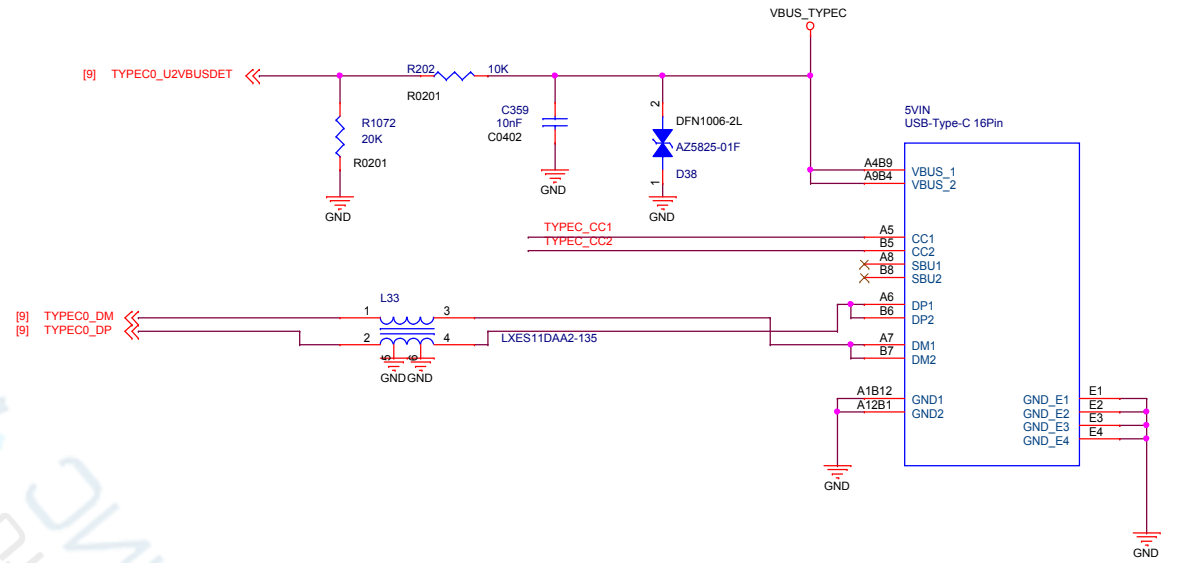 VBUS_TYPEC
[9] TYPEC0_U2VBUSDET
R202 10K
R0201
R1072
20K
R0201
GND
C359
10nF
C0402
GND
2
DFN1006-2L
AZ5825-01F
D38
1
GND
5VIN
USB-Type-C 16Pin
A4B9 VBUS_1
A9B4 VBUS_2
TYPEC_CC1 A5 CC1
TYPEC_CC2 B5 CC2
A8 SBU1
B8 SBU2
A6 DP1
B6 DP2
A7 DM1
B7 DM2
A1B12 GND1
A12B1 GND2
GND_E1 E1
GND_E2 E2
GND_E3 E3
GND_E4 E4
GND
GND
[9] TYPEC0_DM
[9] TYPEC0_DP
L33
1 3
2 4
5 6
LXES11DAA2-135
GND GND